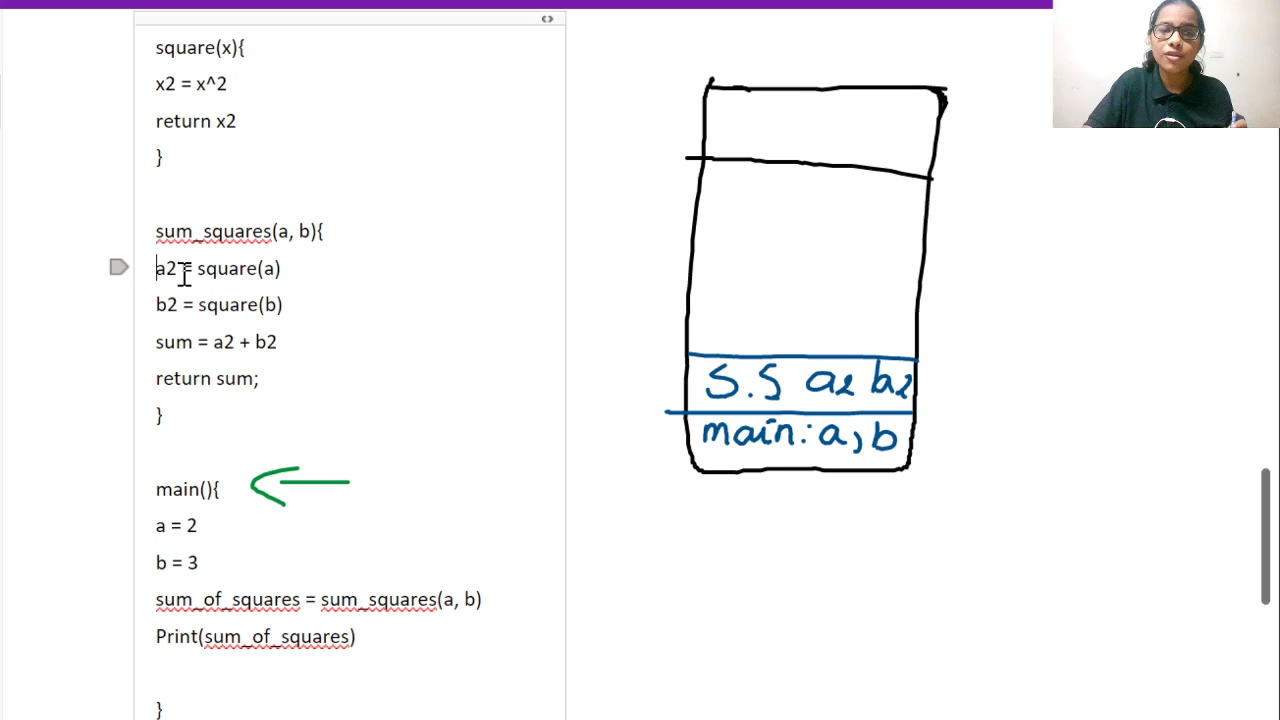 square(x){
x2 = x^2
return x2
}
sum_squares(a, b){
a2 = square(a)
b2 = square(b)
sum = a2 + b2
return sum;
}
main(){
a = 2
b = 3
sum_of_squares = sum_squares(a, b)
Print(sum_of_squares)
}
S.S a2 b2
main: a, b